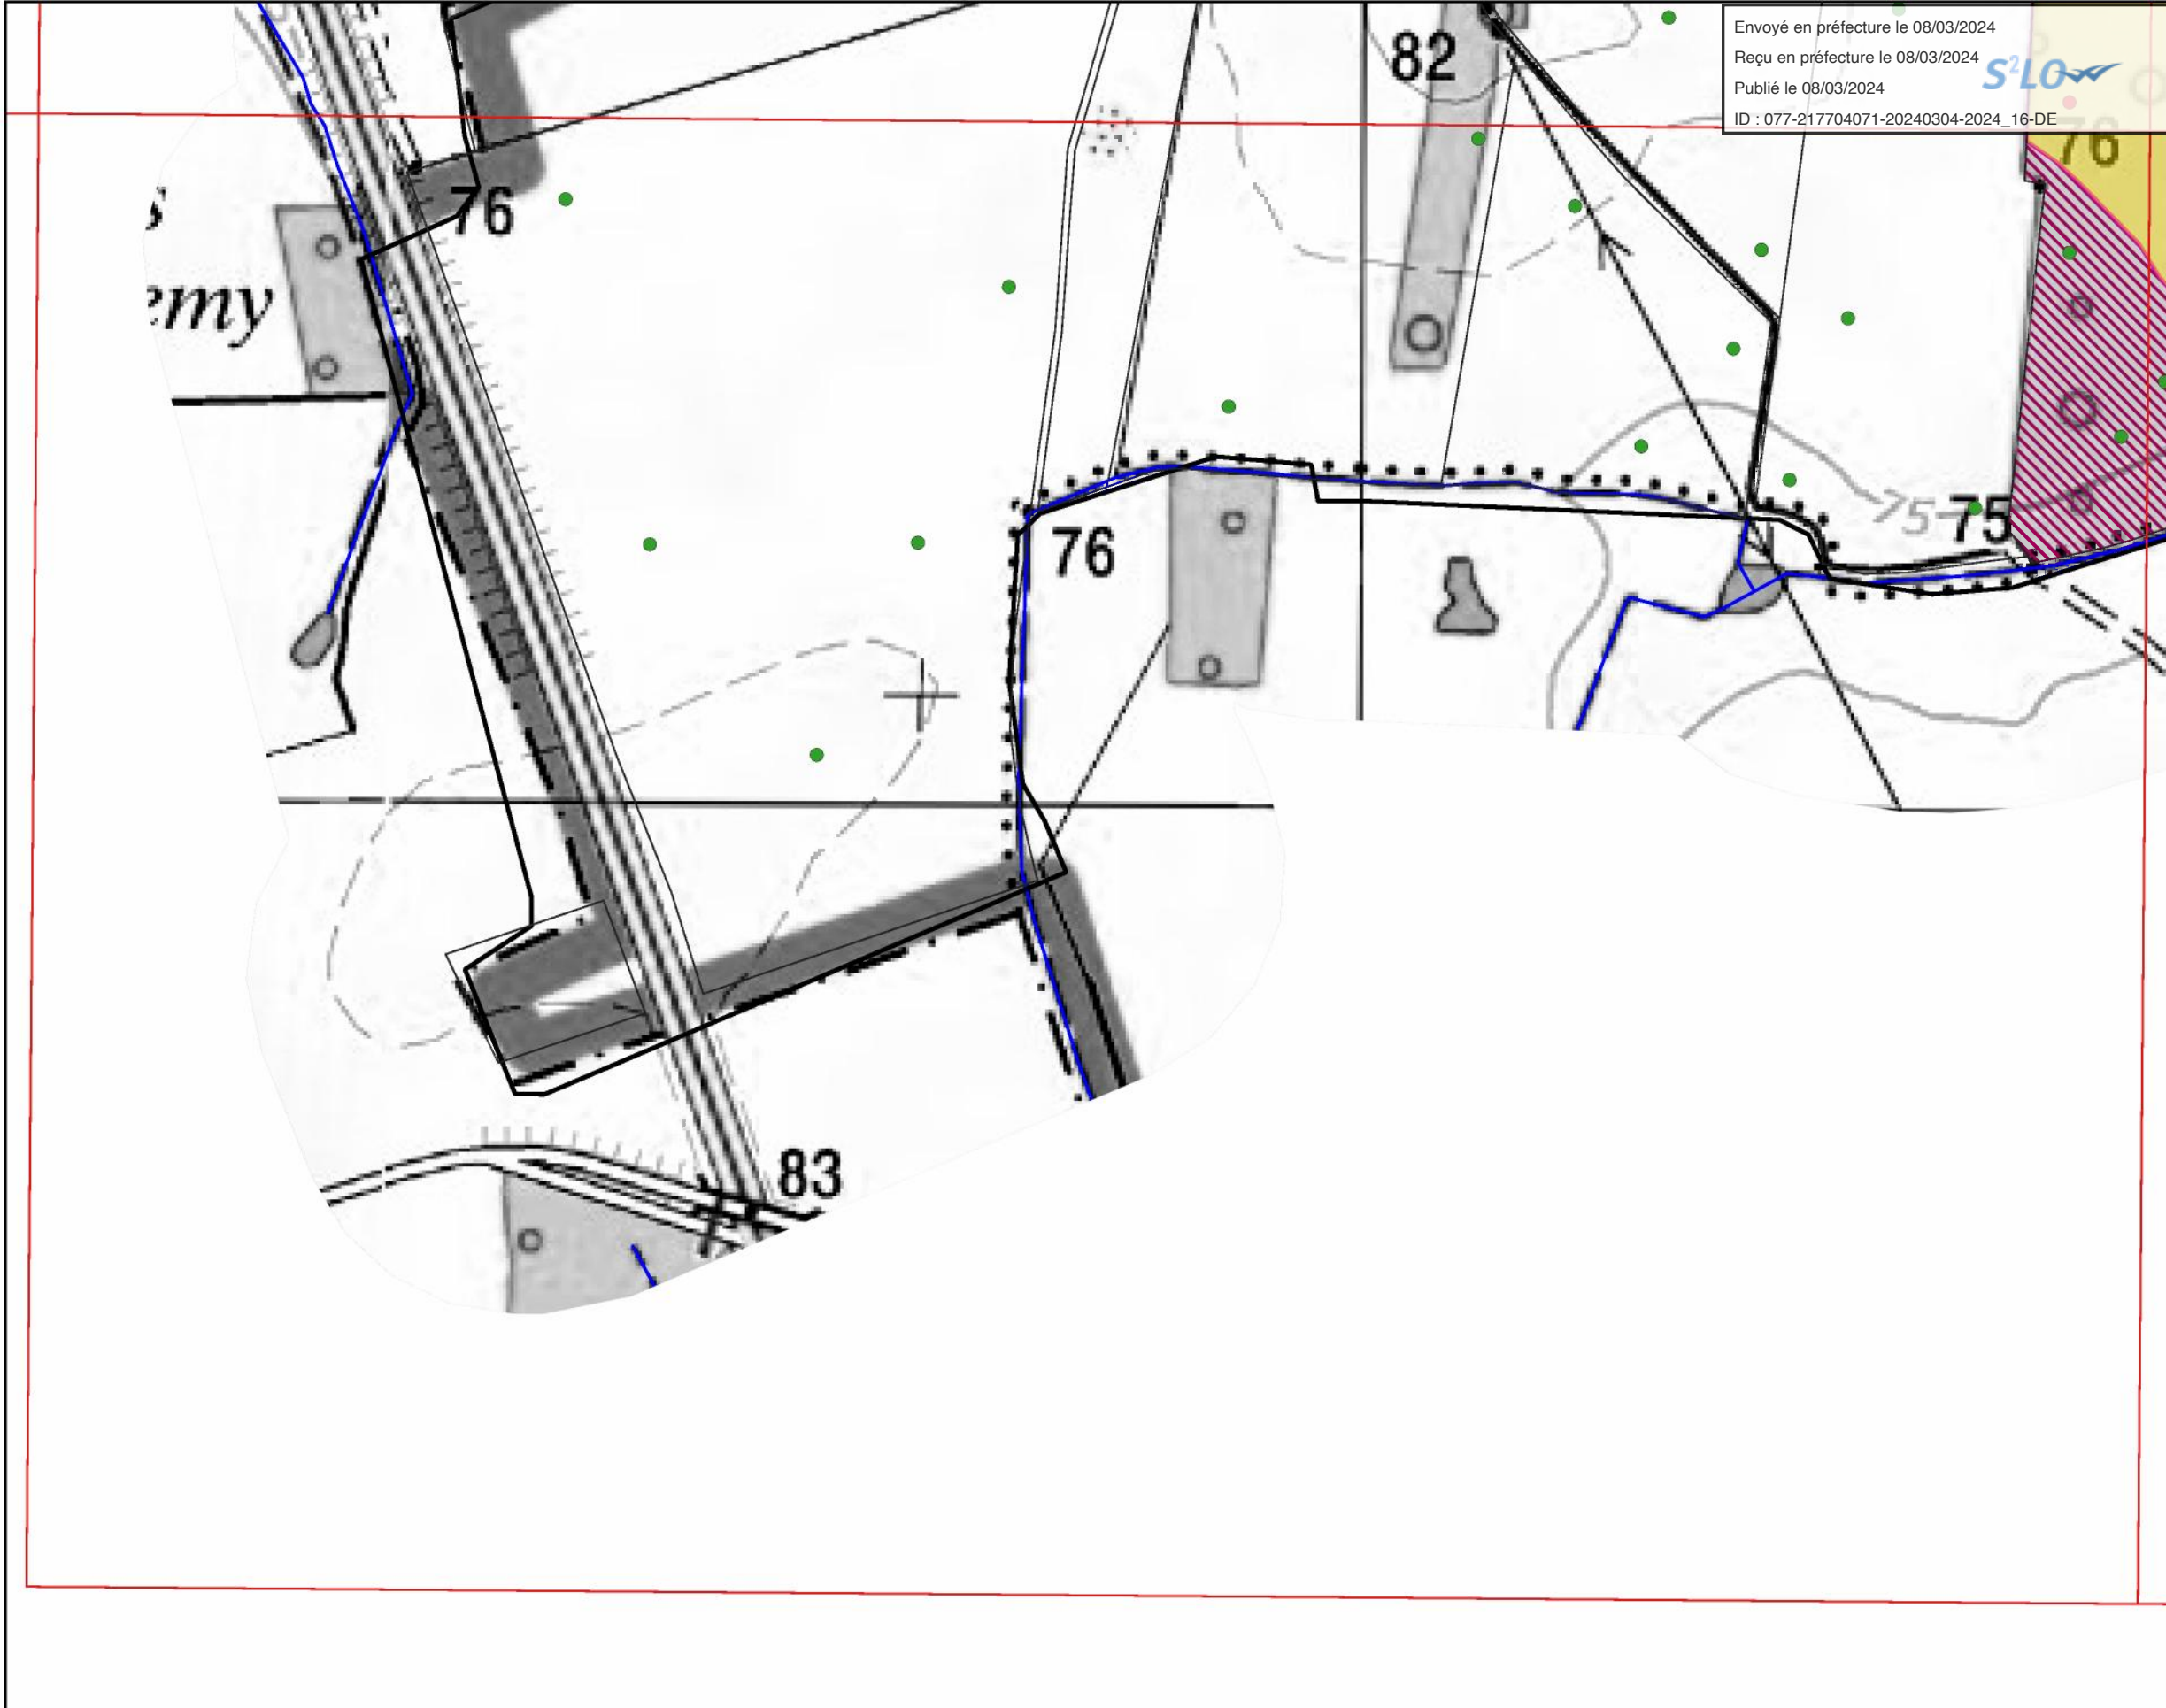 Envoyé en préfecture le 08/03/2024
Reçu en préfecture le 08/03/2024
Publié le 08/03/2024
S²LO
ID : 077-217704071-20240304-2024_16-DE
82
76
76
emy
75
75
76
83